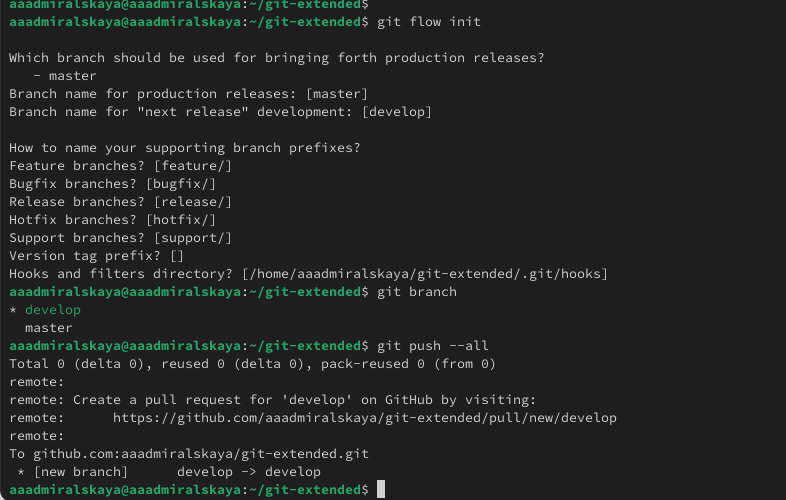 aaadmiralskaya@aaadmiralskaya:~/git-extended$
aaadmiralskaya@aaadmiralskaya:~/git-extended$ git flow init

Which branch should be used for bringing forth production releases?
   - master
Branch name for production releases: [master]
Branch name for "next release" development: [develop]

How to name your supporting branch prefixes?
Feature branches? [feature/]
Bugfix branches? [bugfix/]
Release branches? [release/]
Hotfix branches? [hotfix/]
Support branches? [support/]
Version tag prefix? []
Hooks and filters directory? [/home/aaadmiralskaya/git-extended/.git/hooks]
aaadmiralskaya@aaadmiralskaya:~/git-extended$ git branch
* develop
  master
aaadmiralskaya@aaadmiralskaya:~/git-extended$ git push --all
Total 0 (delta 0), reused 0 (delta 0), pack-reused 0 (from 0)
remote:
remote: Create a pull request for 'develop' on GitHub by visiting:
remote:      https://github.com/aaadmiralskaya/git-extended/pull/new/develop
remote:
To github.com:aaadmiralskaya/git-extended.git
 * [new branch]      develop -> develop
aaadmiralskaya@aaadmiralskaya:~/git-extended$